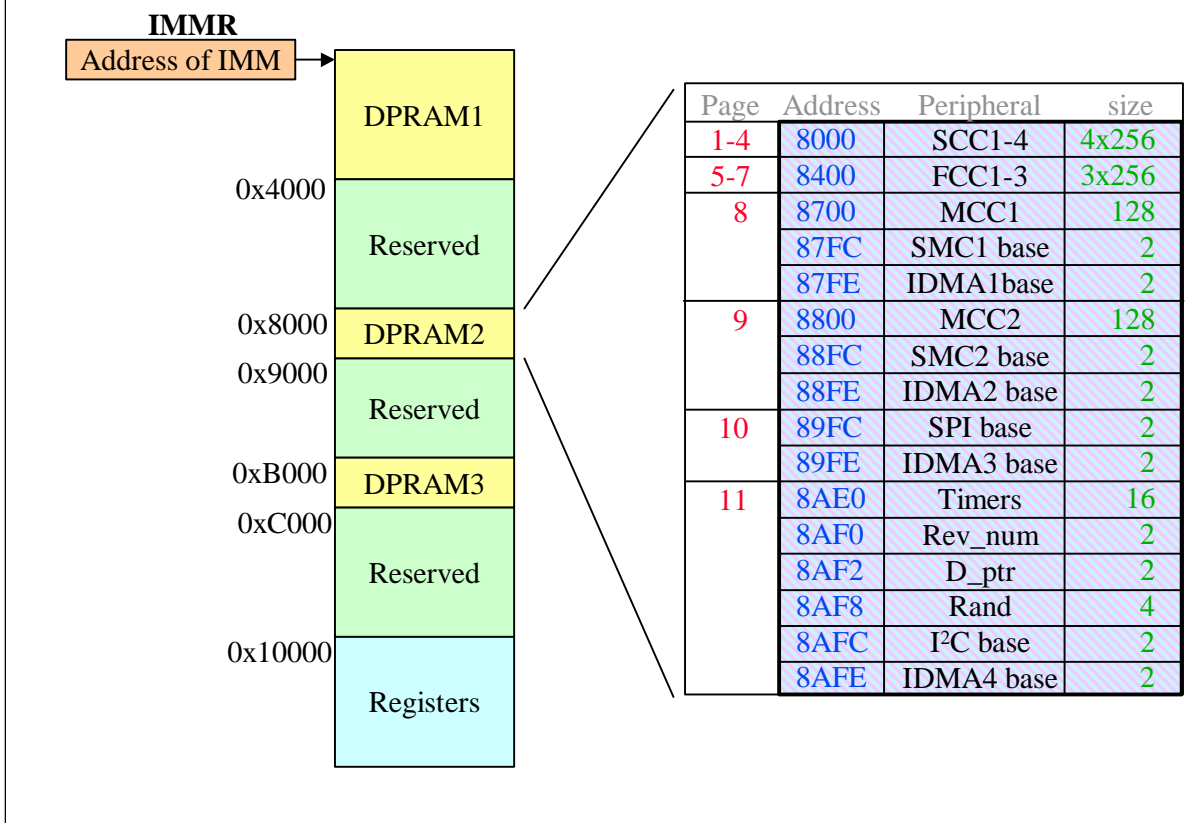 IMMR
Address of IMM
DPRAM1
0x4000
Reserved
0x8000
DPRAM2
0x9000
Reserved
0xB000
DPRAM3
0xC000
Reserved
0x10000
Registers
Page Address Peripheral size
1-4 8000 SCC1-4 4x256
5-7 8400 FCC1-3 3x256
8 8700 MCC1 128
87FC SMC1 base 2
87FE IDMA1base 2
9 8800 MCC2 128
88FC SMC2 base 2
88FE IDMA2 base 2
10 89FC SPI base 2
89FE IDMA3 base 2
11 8AE0 Timers 16
8AF0 Rev_num 2
8AF2 D_ptr 2
8AF8 Rand 4
8AFC I²C base 2
8AFE IDMA4 base 2